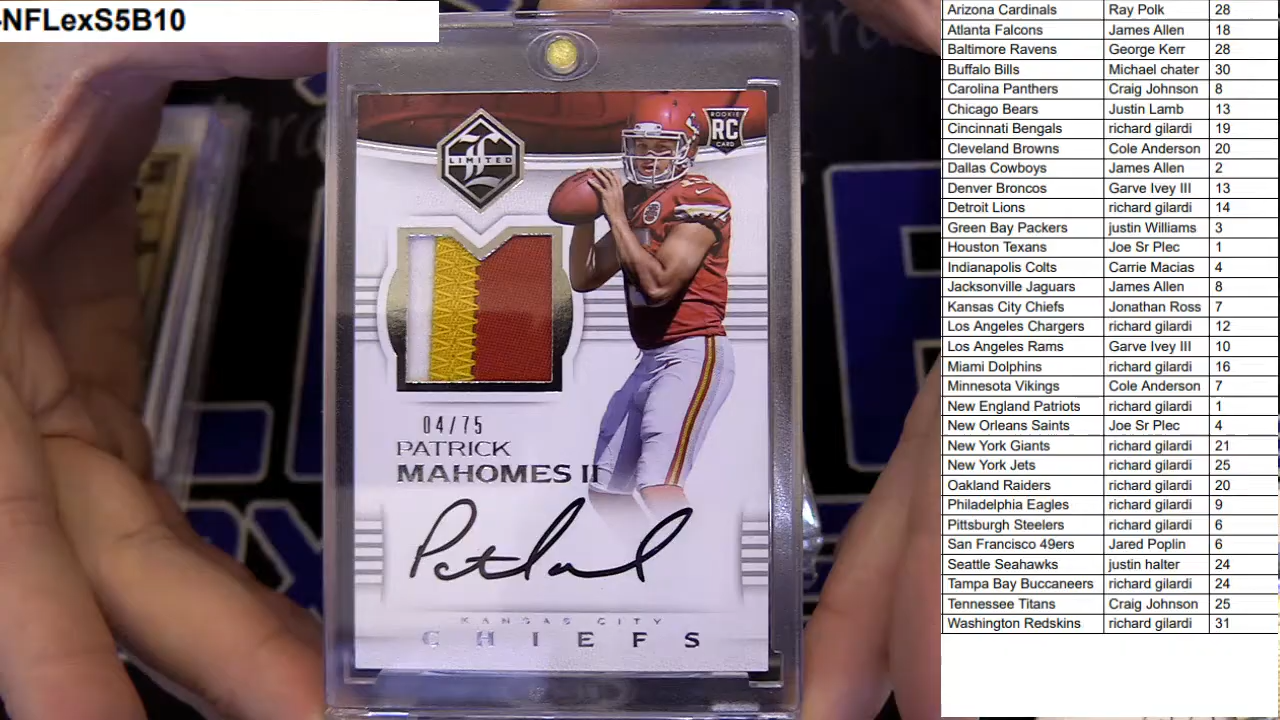 -NFLexS5B10
LIMITED
ROOKIE
RC
CARD
04/75
PATRICK
MAHOMES II
KANSAS CITY
CHIEFS
Arizona Cardinals Ray Polk 28
Atlanta Falcons James Allen 18
Baltimore Ravens George Kerr 28
Buffalo Bills Michael chater 30
Carolina Panthers Craig Johnson 8
Chicago Bears Justin Lamb 13
Cincinnati Bengals richard gilardi 19
Cleveland Browns Cole Anderson 20
Dallas Cowboys James Allen 2
Denver Broncos Garve Ivey III 13
Detroit Lions richard gilardi 14
Green Bay Packers justin Williams 3
Houston Texans Joe Sr Plec 1
Indianapolis Colts Carrie Macias 4
Jacksonville Jaguars James Allen 8
Kansas City Chiefs Jonathan Ross 7
Los Angeles Chargers richard gilardi 12
Los Angeles Rams Garve Ivey III 10
Miami Dolphins richard gilardi 16
Minnesota Vikings Cole Anderson 7
New England Patriots richard gilardi 1
New Orleans Saints Joe Sr Plec 4
New York Giants richard gilardi 21
New York Jets richard gilardi 25
Oakland Raiders richard gilardi 20
Philadelphia Eagles richard gilardi 9
Pittsburgh Steelers richard gilardi 6
San Francisco 49ers Jared Poplin 6
Seattle Seahawks justin halter 24
Tampa Bay Buccaneers richard gilardi 24
Tennessee Titans Craig Johnson 25
Washington Redskins richard gilardi 31